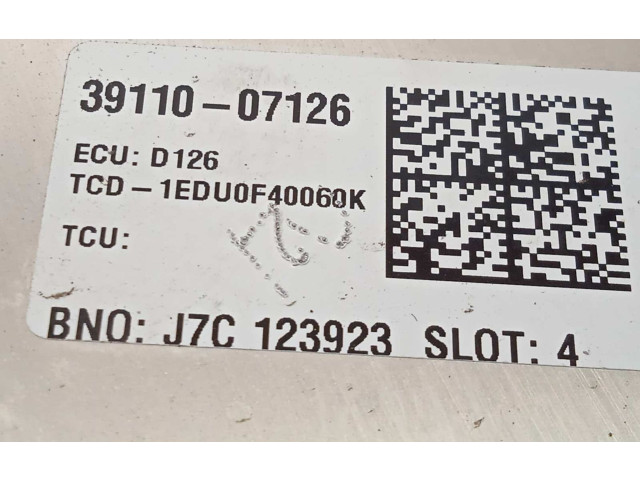 39110-07126
ECU: D126
TCD-1EDU0F40060K
TCU:
BNO: J7C 123923 SLOT: 4